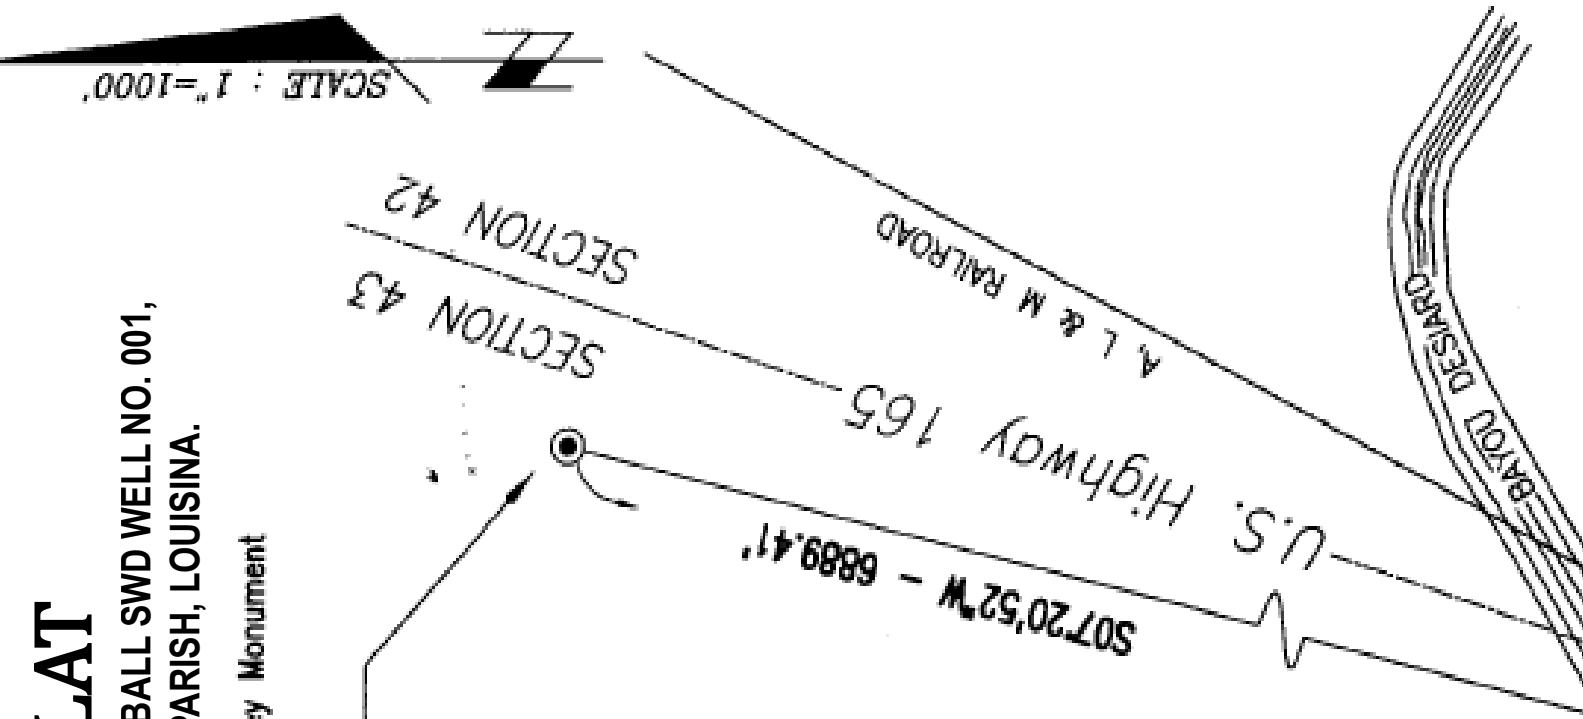 SCALE : 1"=1000'
SECTION 42
SECTION 43
A, L & M RAILROAD
U.S. Highway 165
BAYOU DESIARD
S07°20'52"W - 6889.41'
BALL SWD WELL NO. 001,
PARISH, LOUISINA.
Monument